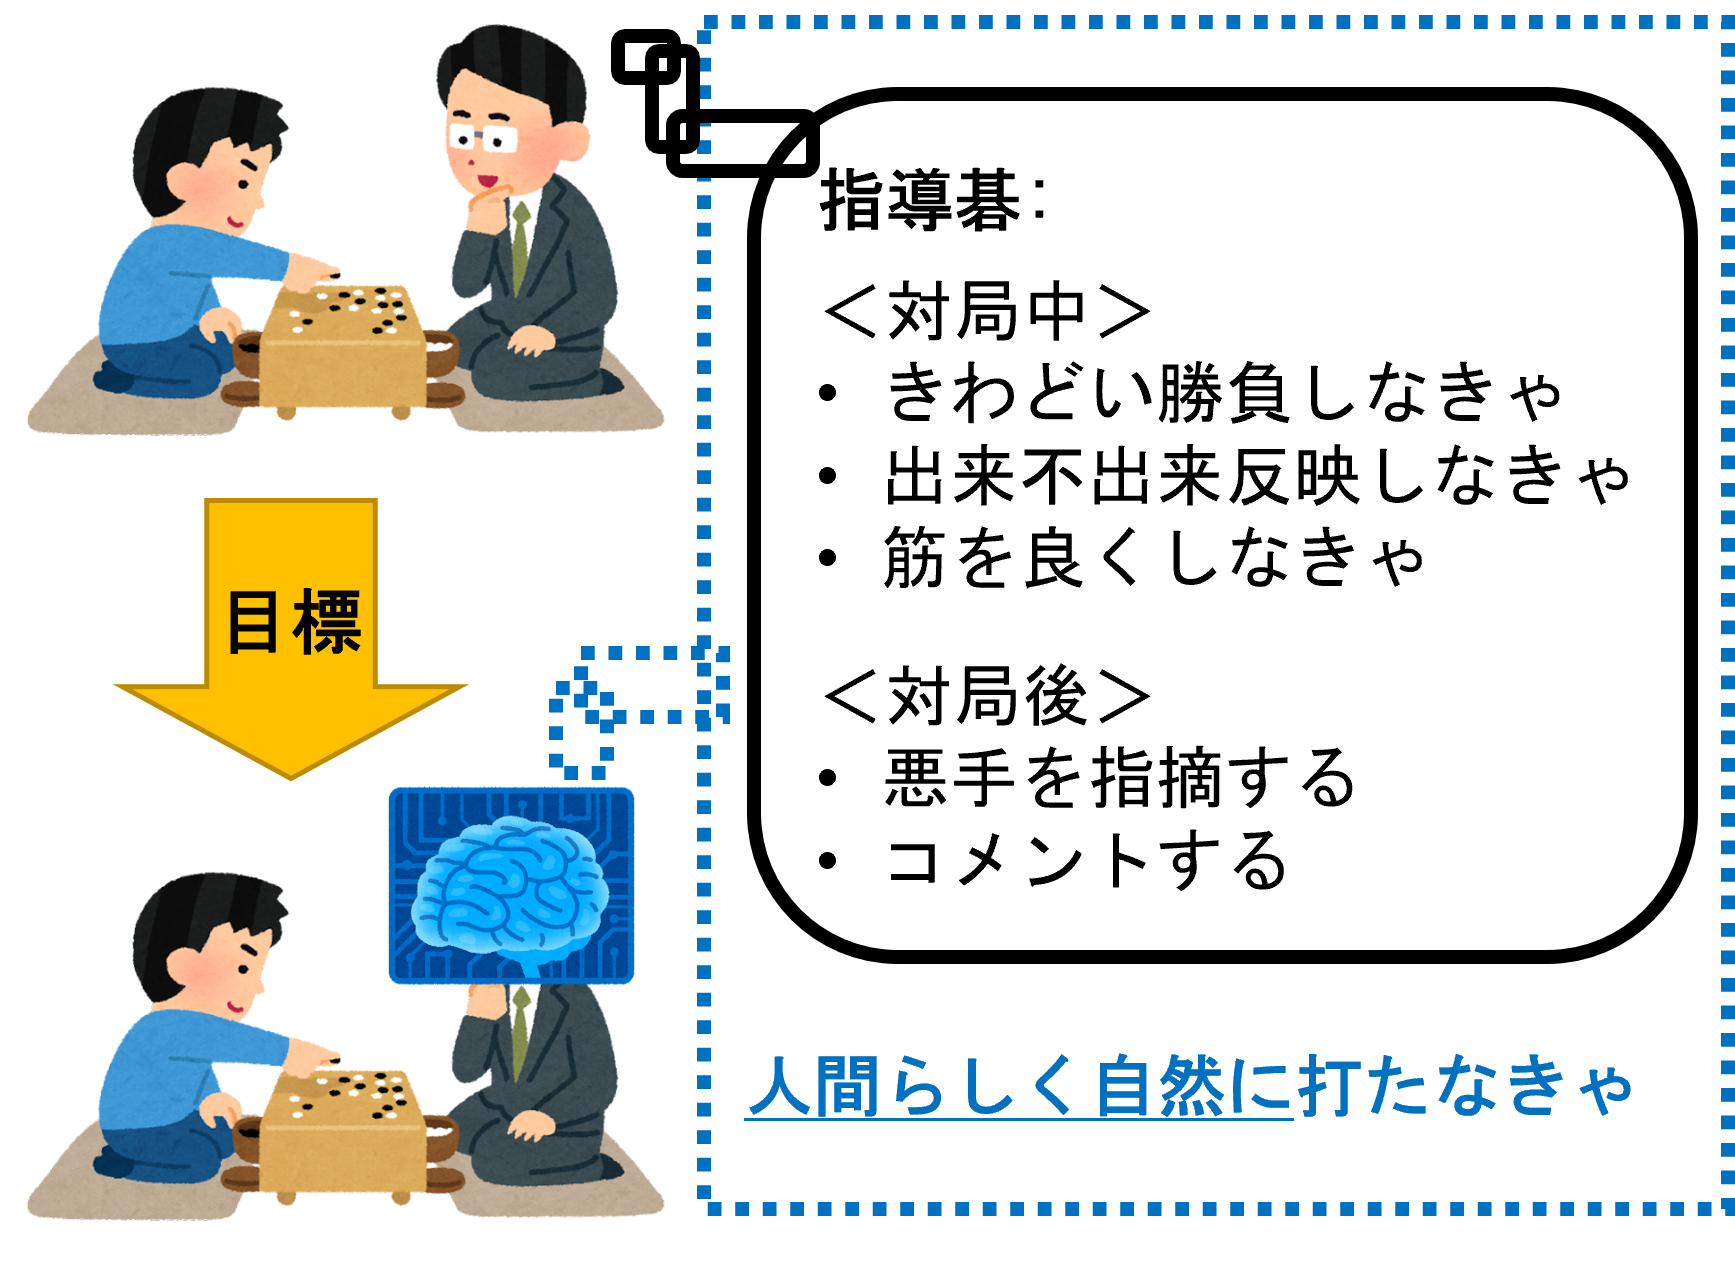 指導碁:
＜対局中＞
• きわどい勝負しなきゃ
• 出来不出来反映しなきゃ
• 筋を良くしなきゃ
＜対局後＞
• 悪手を指摘する
• コメントする
人間らしく自然に打たなきゃ
目標